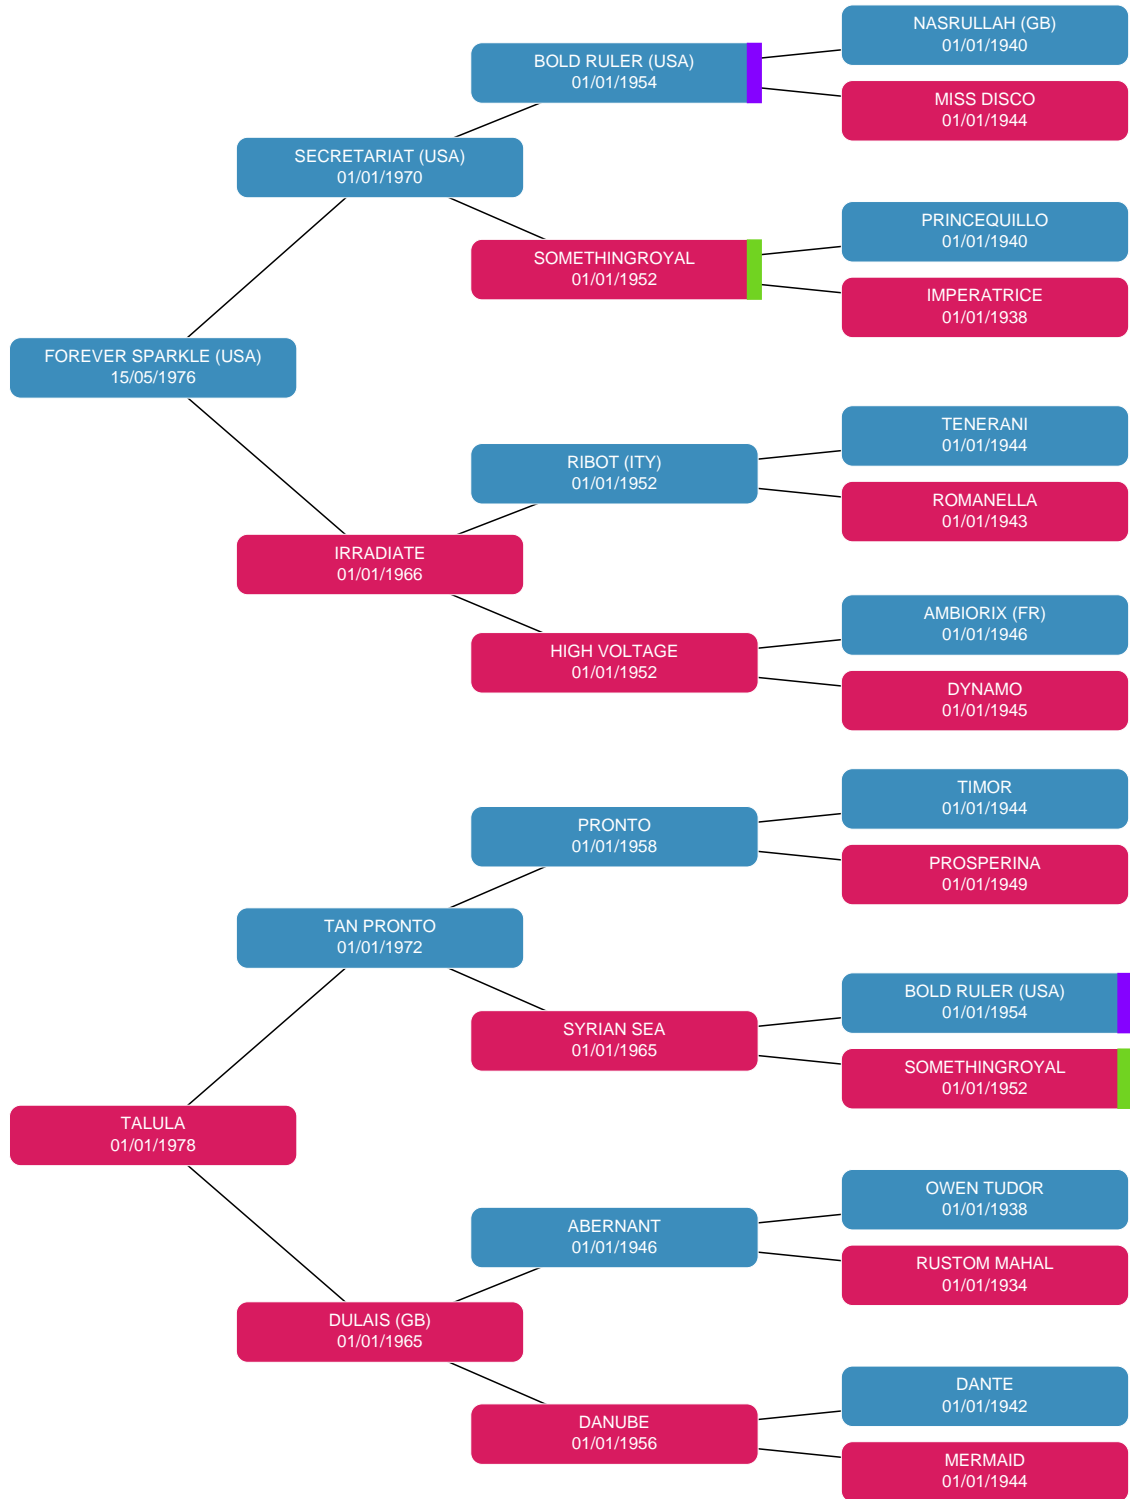 NASRULLAH (GB)
01/01/1940
BOLD RULER (USA)
01/01/1954
MISS DISCO
01/01/1944
SECRETARIAT (USA)
01/01/1970
PRINCEQUILLO
01/01/1940
SOMETHINGROYAL
01/01/1952
IMPERATRICE
01/01/1938
FOREVER SPARKLE (USA)
15/05/1976
TENERANI
01/01/1944
RIBOT (ITY)
01/01/1952
ROMANELLA
01/01/1943
IRRADIATE
01/01/1966
AMBIORIX (FR)
01/01/1946
HIGH VOLTAGE
01/01/1952
DYNAMO
01/01/1945
TIMOR
01/01/1944
PRONTO
01/01/1958
PROSPERINA
01/01/1949
TAN PRONTO
01/01/1972
BOLD RULER (USA)
01/01/1954
SYRIAN SEA
01/01/1965
SOMETHINGROYAL
01/01/1952
TALULA
01/01/1978
OWEN TUDOR
01/01/1938
ABERNANT
01/01/1946
RUSTOM MAHAL
01/01/1934
DULAIS (GB)
01/01/1965
DANTE
01/01/1942
DANUBE
01/01/1956
MERMAID
01/01/1944